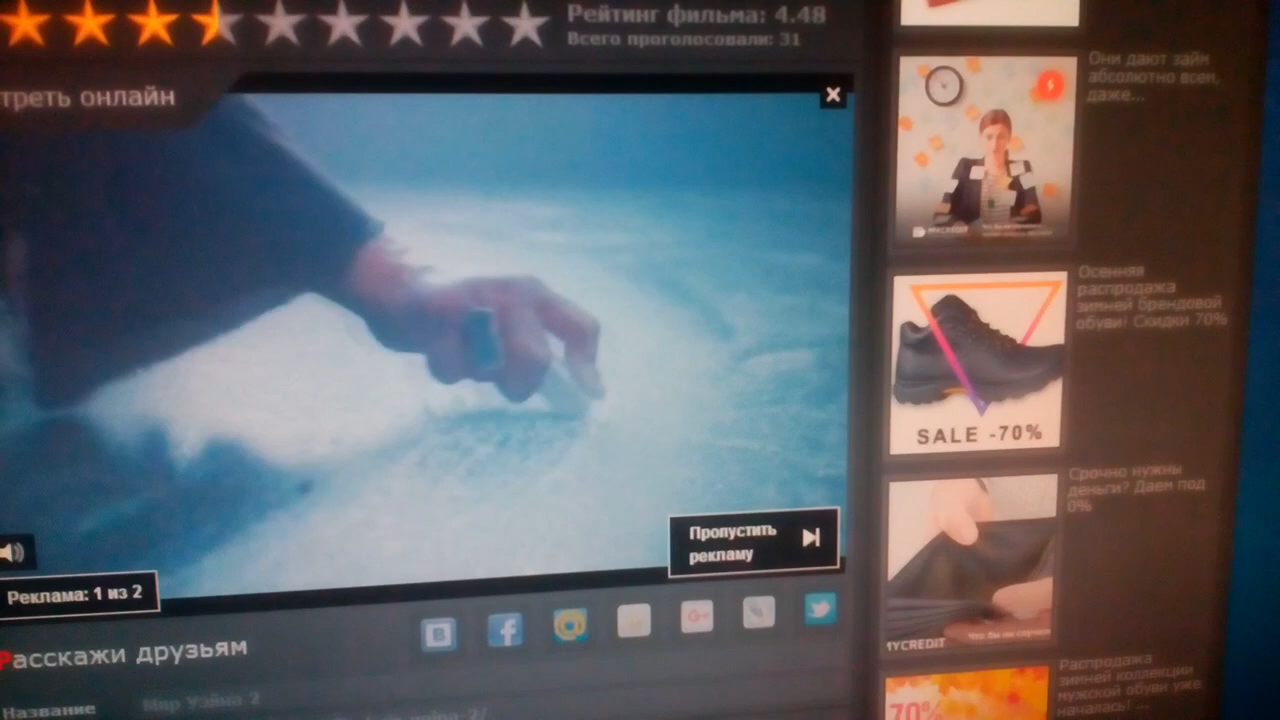 Рейтинг фильма: 4.48
Всего проголосовали: 31
треть онлайн
Пропустить
рекламу
Реклама: 1 из 2
Расскажи друзьям
Название
Мир Уэйна 2
Они дают займ
абсолютно всем,
даже...
Осенняя
распродажа
зимней брендовой
обуви! Скидки 70%
SALE -70%
Срочно нужны
деньги? Даем под
0%
MYCREDIT
Распродажа
зимней коллекции
мужской обуви уже
началась! ...
70%